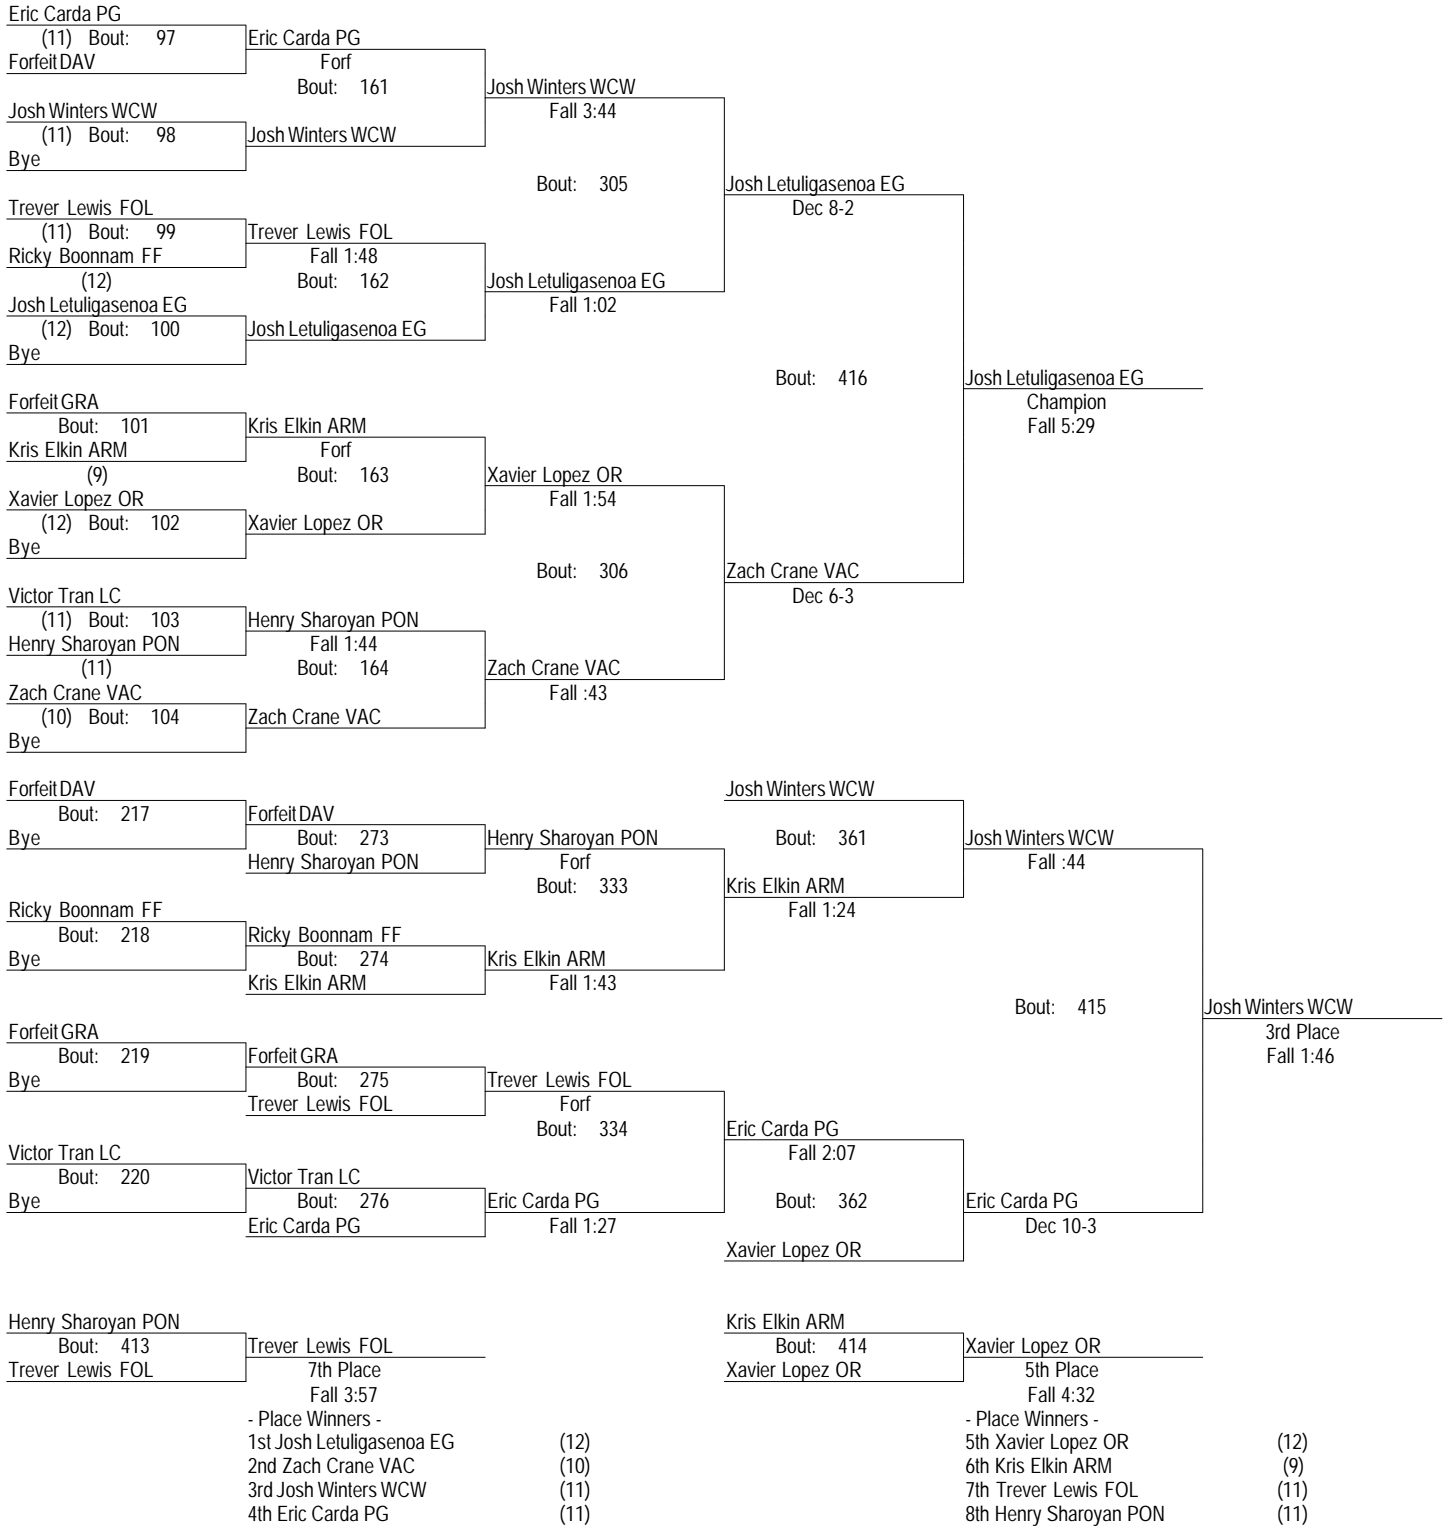 Eric Carda PG
(11) Bout: 97 Eric Carda PG
Forfeit DAV Forf
Bout: 161 Josh Winters WCW
Josh Winters WCW Fall 3:44
(11) Bout: 98 Josh Winters WCW
Bye
Bout: 305 Josh Letuligasenoa EG
Trever Lewis FOL Dec 8-2
(11) Bout: 99 Trever Lewis FOL
Ricky Boonnam FF Fall 1:48
(12) Bout: 162 Josh Letuligasenoa EG
Josh Letuligasenoa EG Fall 1:02
(12) Bout: 100 Josh Letuligasenoa EG
Bye
Bout: 416 Josh Letuligasenoa EG
Forfeit GRA Champion
Bout: 101 Kris Elkin ARM Fall 5:29
Kris Elkin ARM Forf
(9) Bout: 163 Xavier Lopez OR
Xavier Lopez OR Fall 1:54
(12) Bout: 102 Xavier Lopez OR
Bye
Bout: 306 Zach Crane VAC
Victor Tran LC Dec 6-3
(11) Bout: 103 Henry Sharoyan PON
Henry Sharoyan PON Fall 1:44
(11) Bout: 164 Zach Crane VAC
Zach Crane VAC Fall :43
(10) Bout: 104 Zach Crane VAC
Bye
Forfeit DAV Josh Winters WCW
Bout: 217 Forfeit DAV
Bye Bout: 273 Henry Sharoyan PON Bout: 361 Josh Winters WCW
Henry Sharoyan PON Forf Fall :44
Bout: 333 Kris Elkin ARM
Ricky Boonnam FF Fall 1:24
Bout: 218 Ricky Boonnam FF
Bye Bout: 274 Kris Elkin ARM
Kris Elkin ARM Fall 1:43
Bout: 415 Josh Winters WCW
Forfeit GRA 3rd Place
Bout: 219 Forfeit GRA Fall 1:46
Bye Bout: 275 Trever Lewis FOL
Trever Lewis FOL Forf
Bout: 334 Eric Carda PG
Victor Tran LC Fall 2:07
Bout: 220 Victor Tran LC
Bye Bout: 276 Eric Carda PG Bout: 362 Eric Carda PG
Eric Carda PG Fall 1:27 Dec 10-3
Xavier Lopez OR
Henry Sharoyan PON Kris Elkin ARM
Bout: 413 Trever Lewis FOL Bout: 414 Xavier Lopez OR
Trever Lewis FOL 7th Place Xavier Lopez OR 5th Place
Fall 3:57 Fall 4:32
- Place Winners - - Place Winners -
1st Josh Letuligasenoa EG (12) 5th Xavier Lopez OR (12)
2nd Zach Crane VAC (10) 6th Kris Elkin ARM (9)
3rd Josh Winters WCW (11) 7th Trever Lewis FOL (11)
4th Eric Carda PG (11) 8th Henry Sharoyan PON (11)